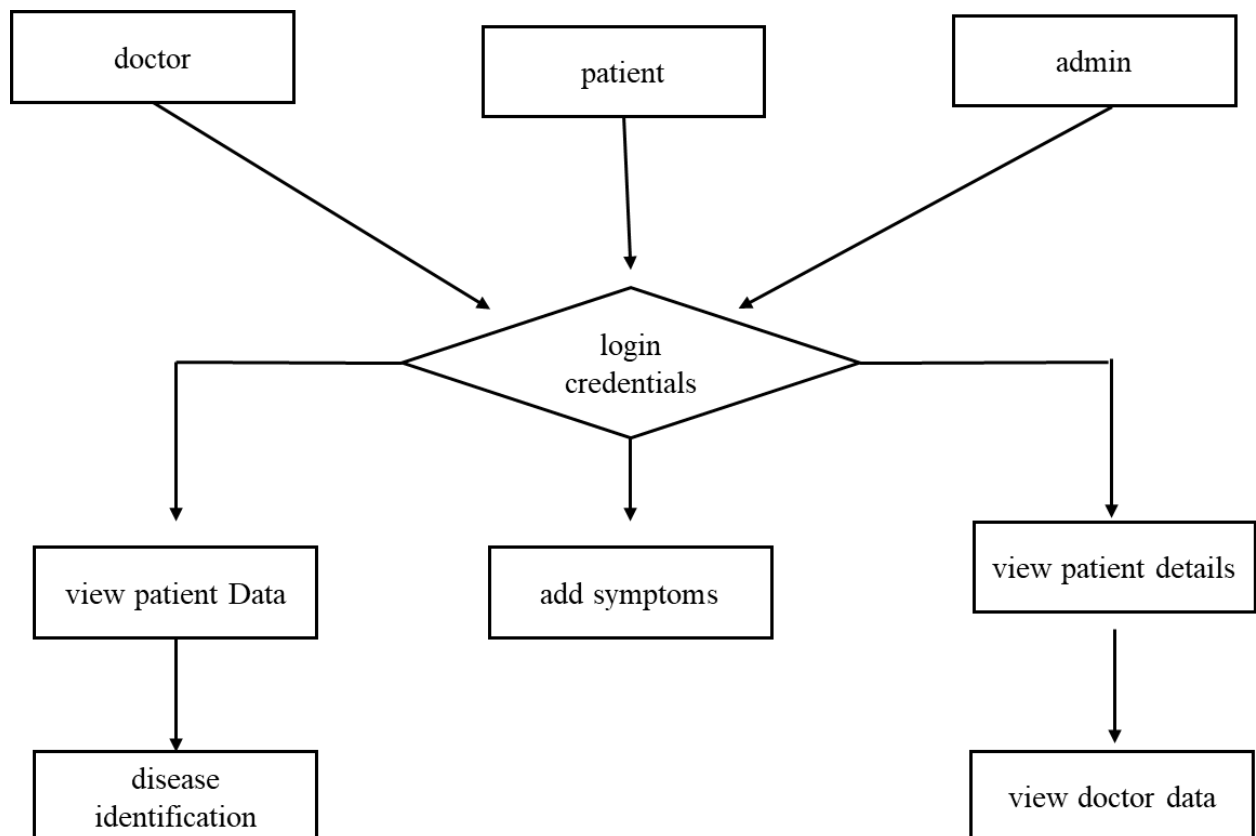 doctor
patient
admin
login
credentials
view patient Data
add symptoms
view patient details
disease
identification
view doctor data